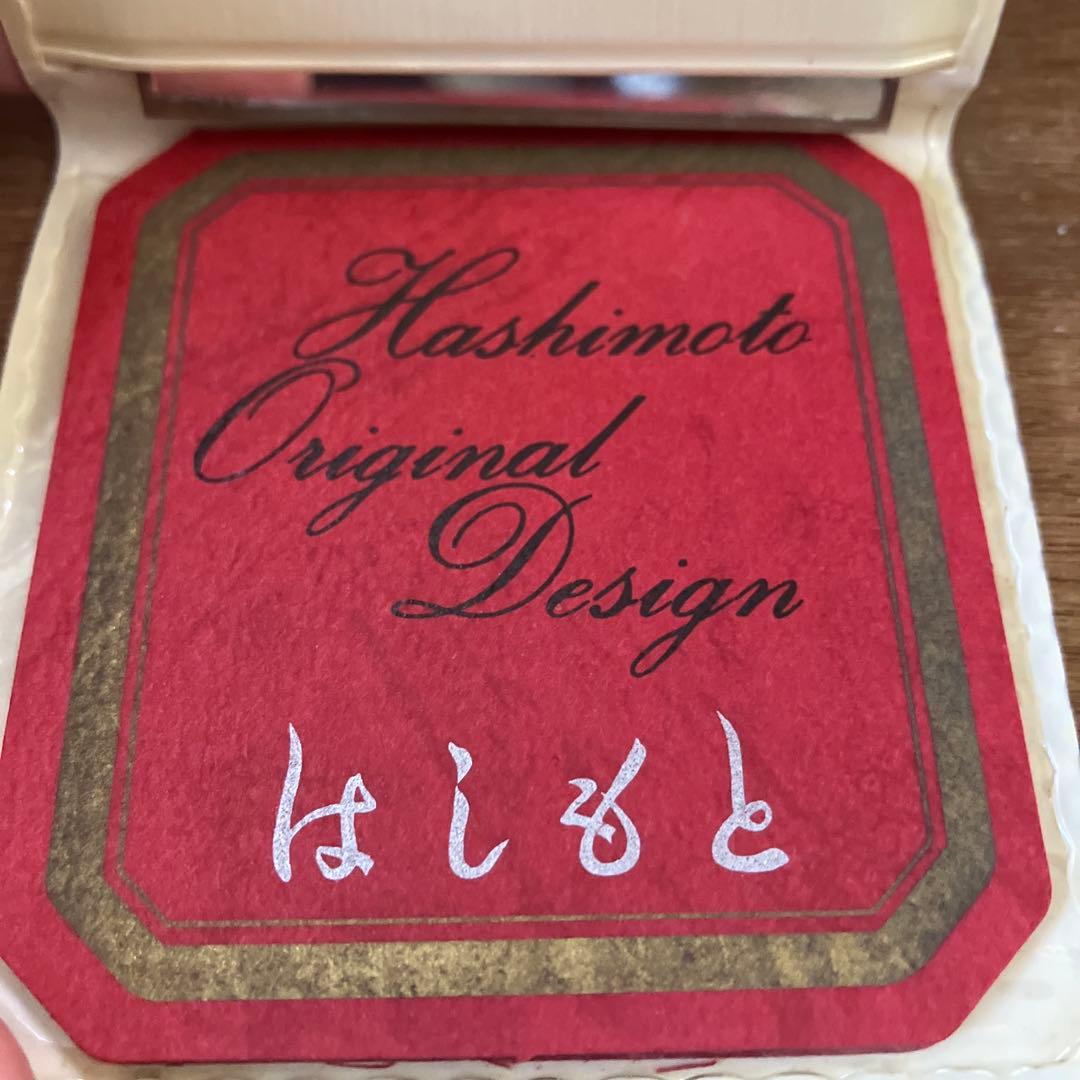 Hashimoto
Original
Design
はしもと